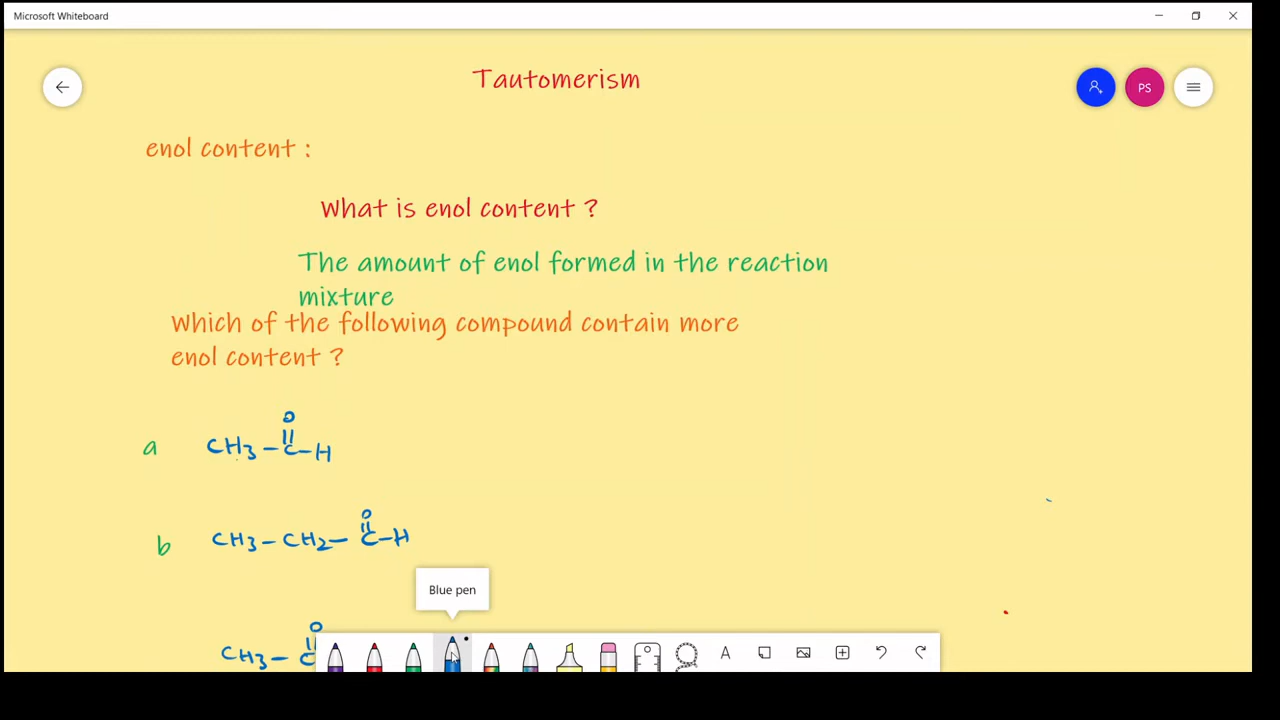 Microsoft Whiteboard
Tautomerism
PS
enol content :
What is enol content ?
The amount of enol formed in the reaction
mixture
Which of the following compound contain more
enol content ?
O
a CH3-C-H
O
b CH3-CH2-C-H
Blue pen
O
CH3-C
A